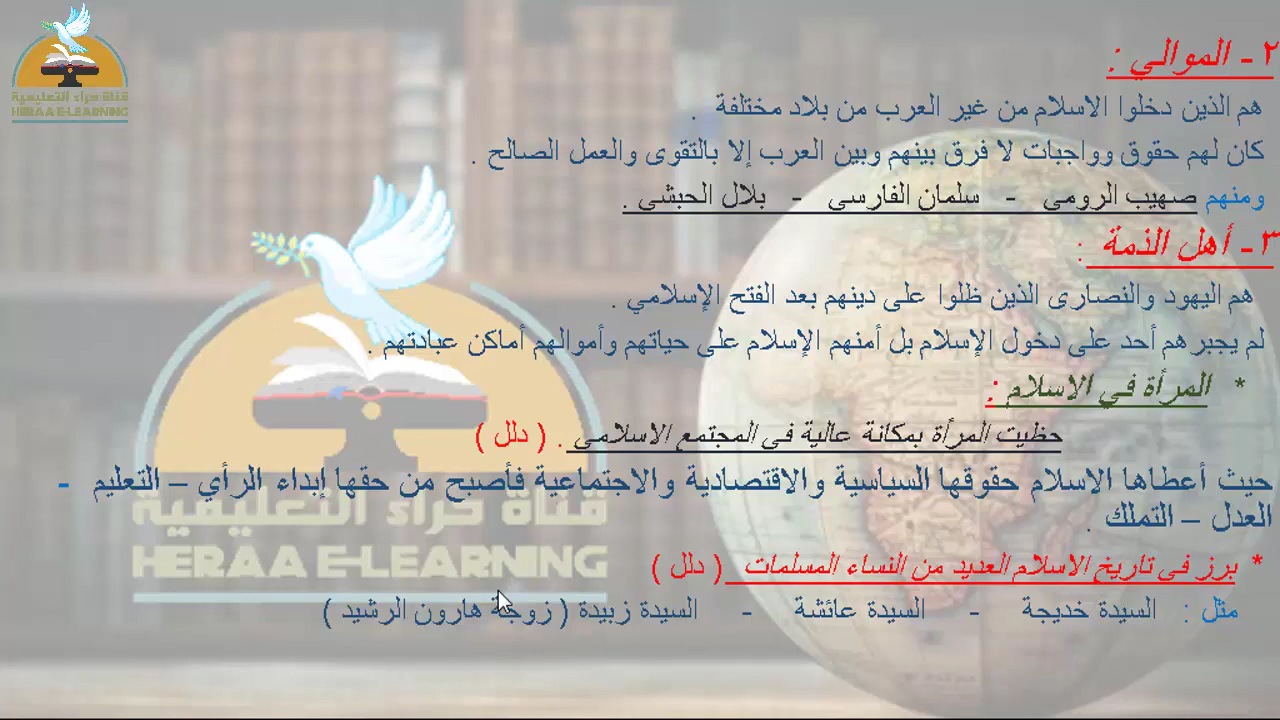 قناة حراء التعليمية
HERAA E-LEARNING
٢- الموالي :
هم الذين دخلوا الاسلام من غير العرب من بلاد مختلفة .
كان لهم حقوق وواجبات لا فرق بينهم وبين العرب إلا بالتقوى والعمل الصالح .
ومنهم صهيب الرومى - سلمان الفارسى - بلال الحبشى .
٣- أهل الذمة :
هم اليهود والنصارى الذين ظلوا على دينهم بعد الفتح الإسلامي .
لم يجبرهم أحد على دخول الإسلام بل أمنهم الإسلام على حياتهم وأموالهم أماكن عبادتهم .
* المرأة في الاسلام :
حظيت المرأة بمكانة عالية فى المجتمع الاسلامى . ( دلل )
حيث أعطاها الاسلام حقوقها السياسية والاقتصادية والاجتماعية فأصبح من حقها إبداء الرأي – التعليم -
العدل – التملك .
* برز فى تاريخ الاسلام العديد من النساء المسلمات ( دلل )
مثل : السيدة خديجة - السيدة عائشة - السيدة زبيدة ( زوجة هارون الرشيد )
قناة حراء التعليمية
HERAA E-LEARNING